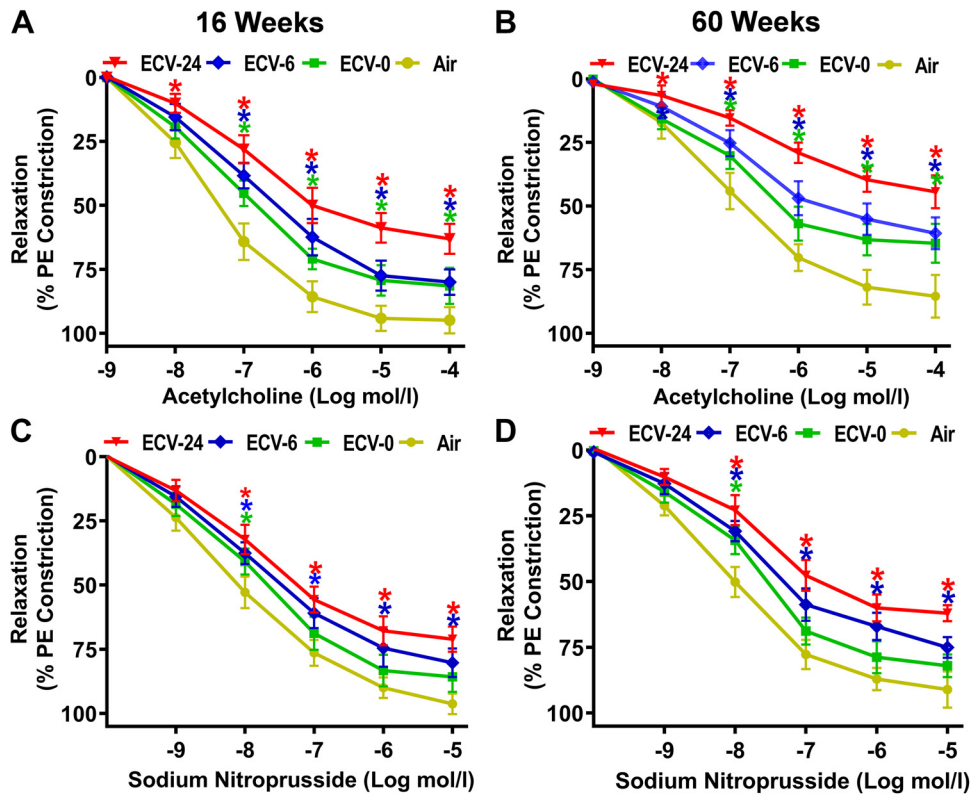 16 Weeks
60 Weeks
A
ECV-24 ECV-6 ECV-0 Air
Relaxation
(% PE Constriction)
0
25
50
75
100
-9 -8 -7 -6 -5 -4
Acetylcholine (Log mol/l)
* * * * * * * * * * * * *
B
ECV-24 ECV-6 ECV-0 Air
Relaxation
(% PE Constriction)
0
25
50
75
100
-9 -8 -7 -6 -5 -4
Acetylcholine (Log mol/l)
* * * * * * * * * * * * * *
C
ECV-24 ECV-6 ECV-0 Air
Relaxation
(% PE Constriction)
0
25
50
75
100
-9 -8 -7 -6 -5
Sodium Nitroprusside (Log mol/l)
* * * * * * * * *
D
ECV-24 ECV-6 ECV-0 Air
Relaxation
(% PE Constriction)
0
25
50
75
100
-9 -8 -7 -6 -5
Sodium Nitroprusside (Log mol/l)
* * * * * * * * *